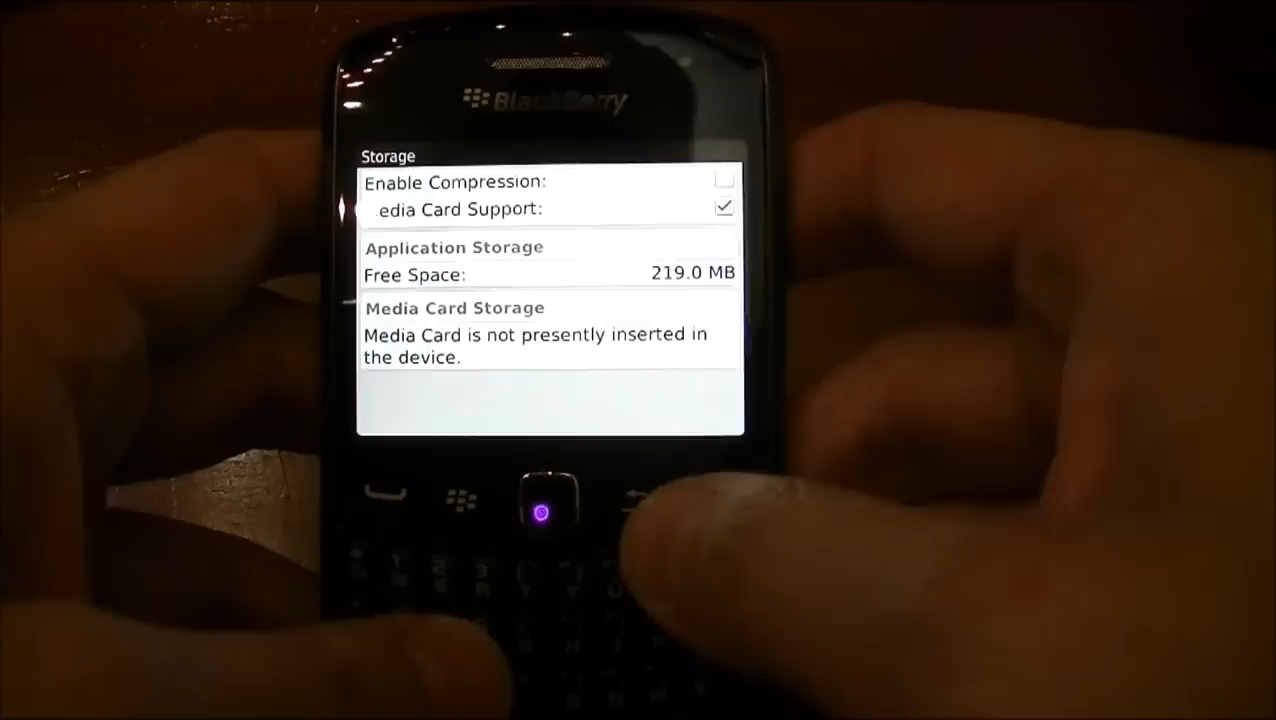 BlackBerry
Storage
Enable Compression:
edia Card Support:
Application Storage
Free Space: 219.0 MB
Media Card Storage
Media Card is not presently inserted in
the device.